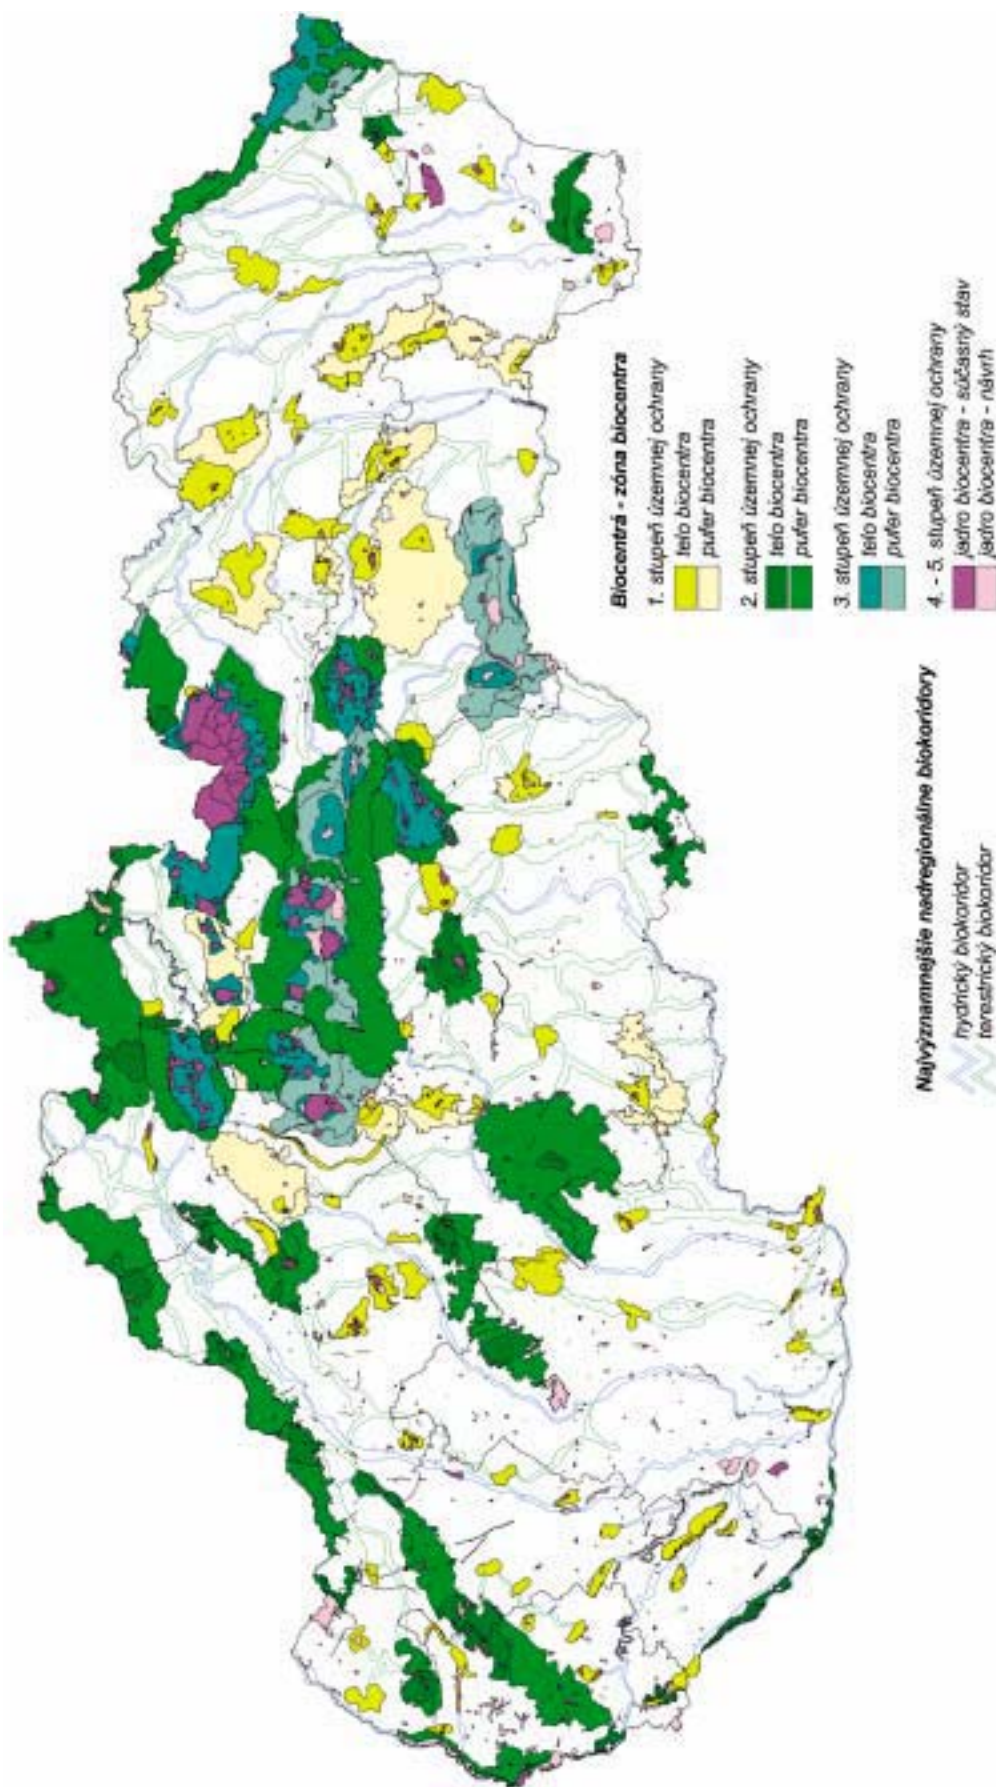 Biocentrá - zóna biocentra
1. stupeň územnej ochrany
telo biocentra
pufer biocentra
2. stupeň územnej ochrany
telo biocentra
pufer biocentra
3. stupeň územnej ochrany
telo biocentra
pufer biocentra
4. - 5. stupeň územnej ochrany
jadro biocentra - súčasný stav
jadro biocentra - návrh
Najvýznamnejšie nadregionálne biokoridory
hydrický biokoridor
terestrický biokoridor